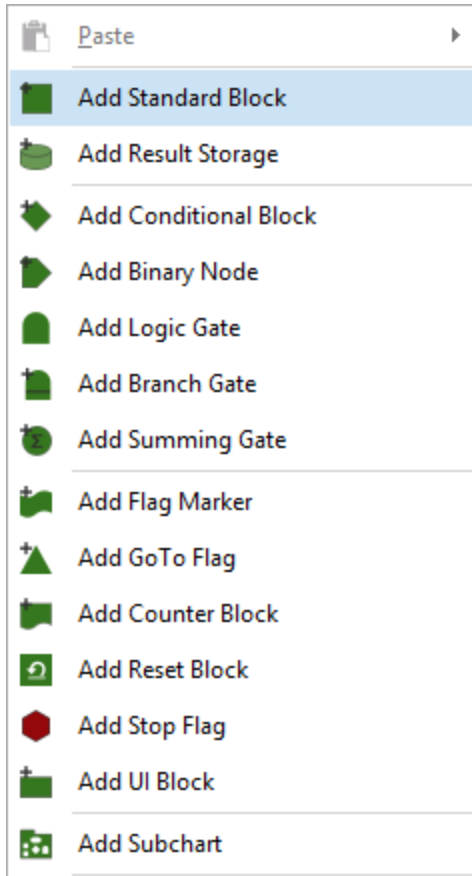 Paste
Add Standard Block
Add Result Storage
Add Conditional Block
Add Binary Node
Add Logic Gate
Add Branch Gate
Σ Add Summing Gate
Add Flag Marker
Add GoTo Flag
Add Counter Block
Add Reset Block
Add Stop Flag
Add UI Block
Add Subchart